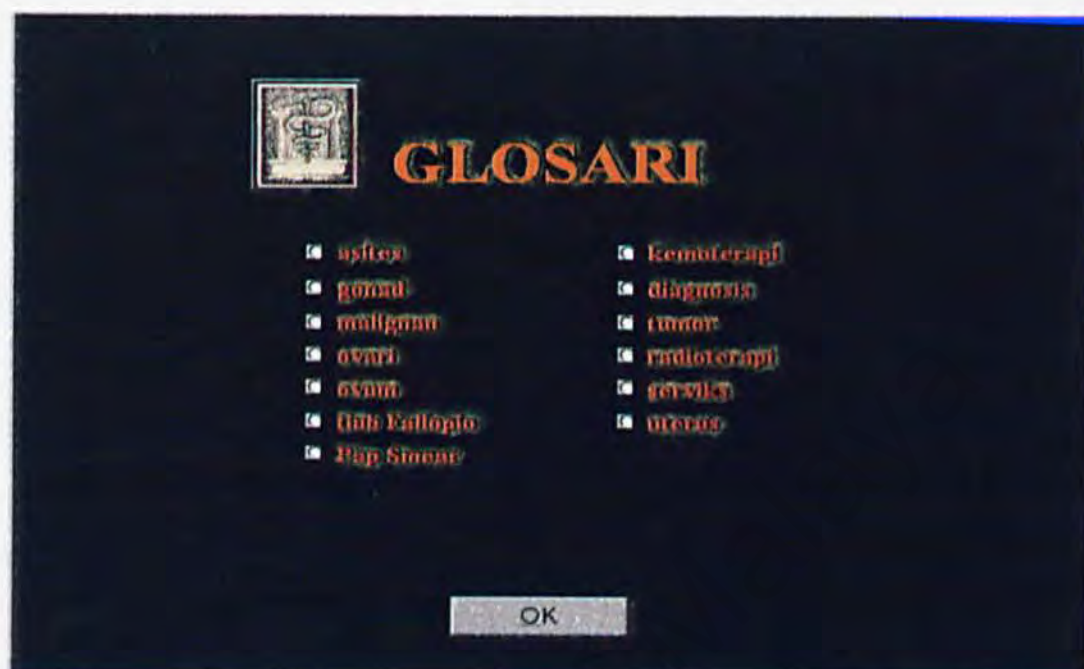 GLOSARI
asites
gonad
malignan
ovari
ovum
tiub Fallopio
Pap Smear
kemoterapi
diagnosis
tumor
radioterapi
serviks
uterus
OK